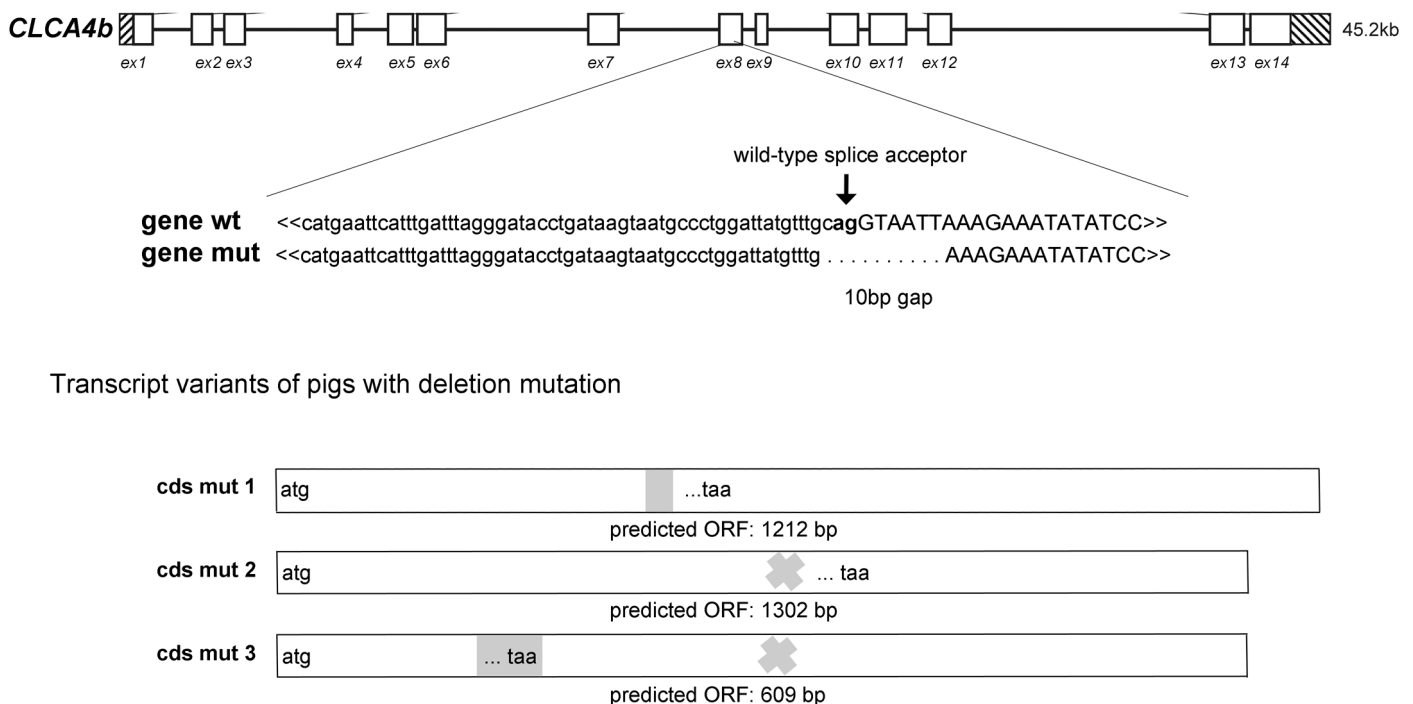 CLCA4b 45.2kb
ex1 ex2 ex3 ex4 ex5 ex6 ex7 ex8 ex9 ex10 ex11 ex12 ex13 ex14
wild-type splice acceptor
gene wt <<catgaattcatttgatttagggatacctgataagtaatgccctggattatgtttgcagGTAATTAAAGAAATATATCC>>
gene mut <<catgaattcatttgatttagggatacctgataagtaatgccctggattatgtttg . . . . . . . . . . AAAGAAATATATCC>>
10bp gap
Transcript variants of pigs with deletion mutation
cds mut 1 atg ...taa
predicted ORF: 1212 bp
cds mut 2 atg ... taa
predicted ORF: 1302 bp
cds mut 3 atg ... taa
predicted ORF: 609 bp